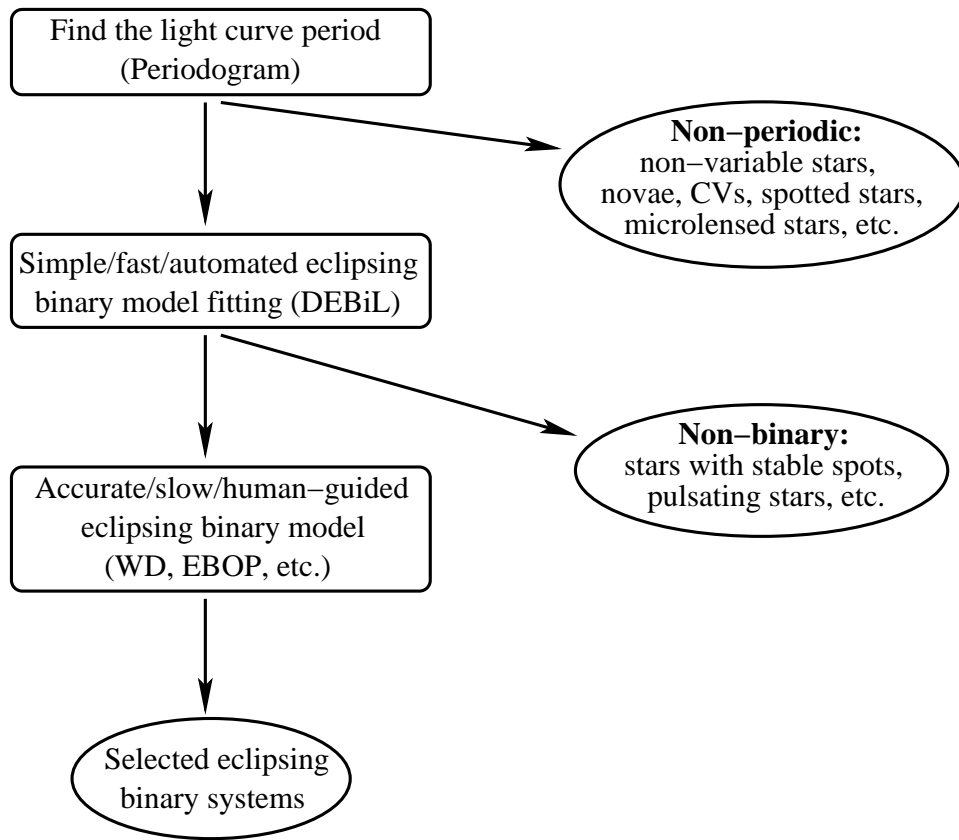 Find the light curve period
(Periodogram)
Non−periodic:
non−variable stars,
novae, CVs, spotted stars,
microlensed stars, etc.
Simple/fast/automated eclipsing
binary model fitting (DEBiL)
Non−binary:
stars with stable spots,
pulsating stars, etc.
Accurate/slow/human−guided
eclipsing binary model
(WD, EBOP, etc.)
Selected eclipsing
binary systems